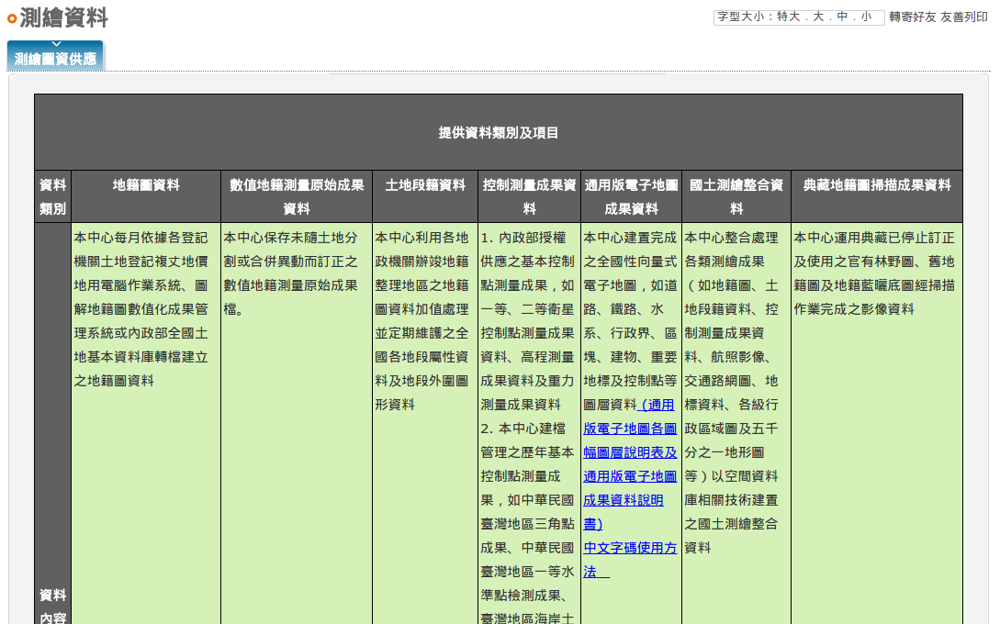 測繪資料
字型大小：特大．大．中．小
轉寄好友 友善列印
測繪圖資供應
提供資料類別及項目
資料
類別
地籍圖資料
數值地籍測量原始成果
資料
土地段籍資料
控制測量成果資
料
通用版電子地圖
成果資料
國土測繪整合資
料
典藏地籍圖掃描成果資料
資料
內容
本中心每月依據各登記
機關土地登記複丈地價
地用電腦作業系統、圖
解地籍圖數值化成果管
理系統或內政部全國土
地基本資料庫轉檔建立
之地籍圖資料
本中心保存未隨土地分
割或合併異動而訂正之
數值地籍測量原始成果
檔。
本中心利用各地
政機關辦竣地籍
整理地區之地籍
圖資料加值處理
並定期維護之全
國各地段屬性資
料及地段外圍圖
形資料
1. 內政部授權
供應之基本控制
點測量成果，如
一等、二等衛星
控制點測量成果
資料、高程測量
成果資料及重力
測量成果資料
2. 本中心建檔
管理之歷年基本
控制點測量成
果，如中華民國
臺灣地區三角點
成果、中華民國
臺灣地區一等水
準點檢測成果、
臺灣地區海岸土
本中心建置完成
之全國性向量式
電子地圖，如道
路、鐵路、水
系、行政界、區
塊、建物、重要
地標及控制點等
圖層資料（通用
版電子地圖各圖
幅圖層說明表及
通用版電子地圖
成果資料說明
書)
中文字碼使用方
法
本中心整合處理
各類測繪成果
（如地籍圖、土
地段籍資料、控
制測量成果資
料、航照影像、
交通路網圖、地
標資料、各級行
政區域圖及五千
分之一地形圖
等）以空間資料
庫相關技術建置
之國土測繪整合
資料
本中心運用典藏已停止訂正
及使用之官有林野圖、舊地
籍圖及地籍藍曬底圖經掃描
作業完成之影像資料